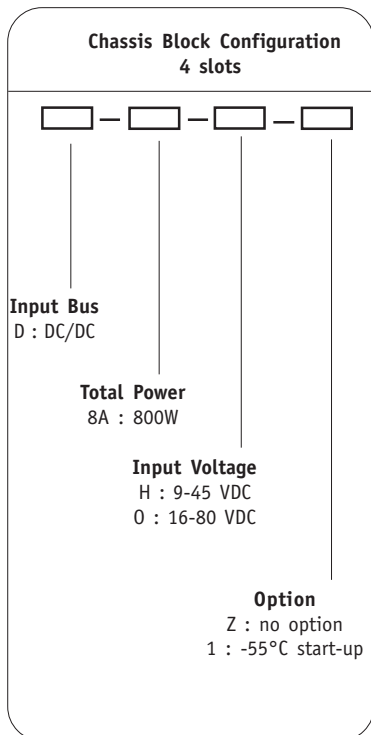 Chassis Block Configuration
4 slots
Input Bus
D : DC/DC
Total Power
8A : 800W
Input Voltage
H : 9-45 VDC
O : 16-80 VDC
Option
Z : no option
1 : -55°C start-up